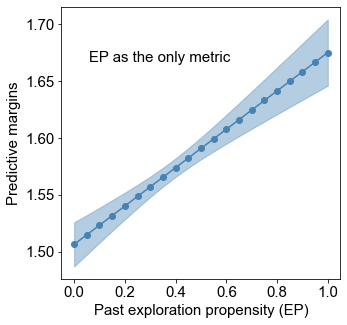 1.70
EP as the only metric
1.65
1.60
1.55
1.50
Predictive margins
0.0 0.2 0.4 0.6 0.8 1.0
Past exploration propensity (EP)